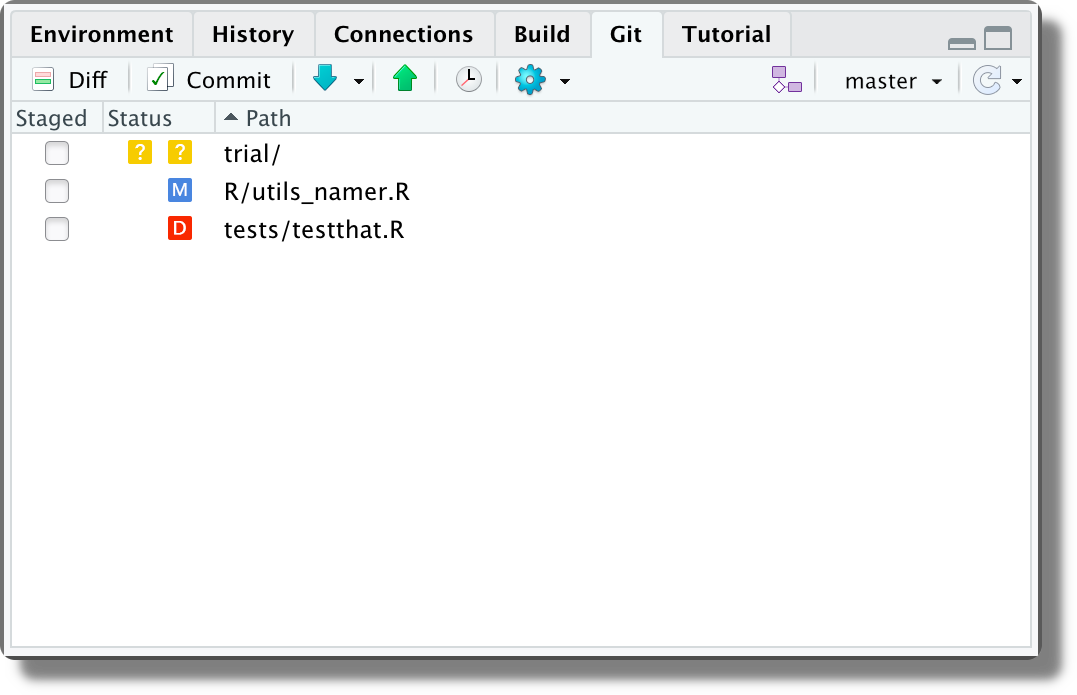 Environment History Connections Build Git Tutorial
Diff Commit master
Staged Status Path
? ? trial/
M R/utils_namer.R
D tests/testthat.R